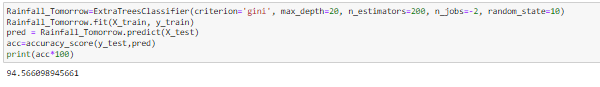 Rainfall_Tomorrow=ExtraTreesClassifier(criterion='gini', max_depth=20, n_estimators=200, n_jobs=-2, random_state=10)
Rainfall_Tomorrow.fit(X_train, y_train)
pred = Rainfall_Tomorrow.predict(X_test)
acc=accuracy_score(y_test,pred)
print(acc*100)
94.566098945661